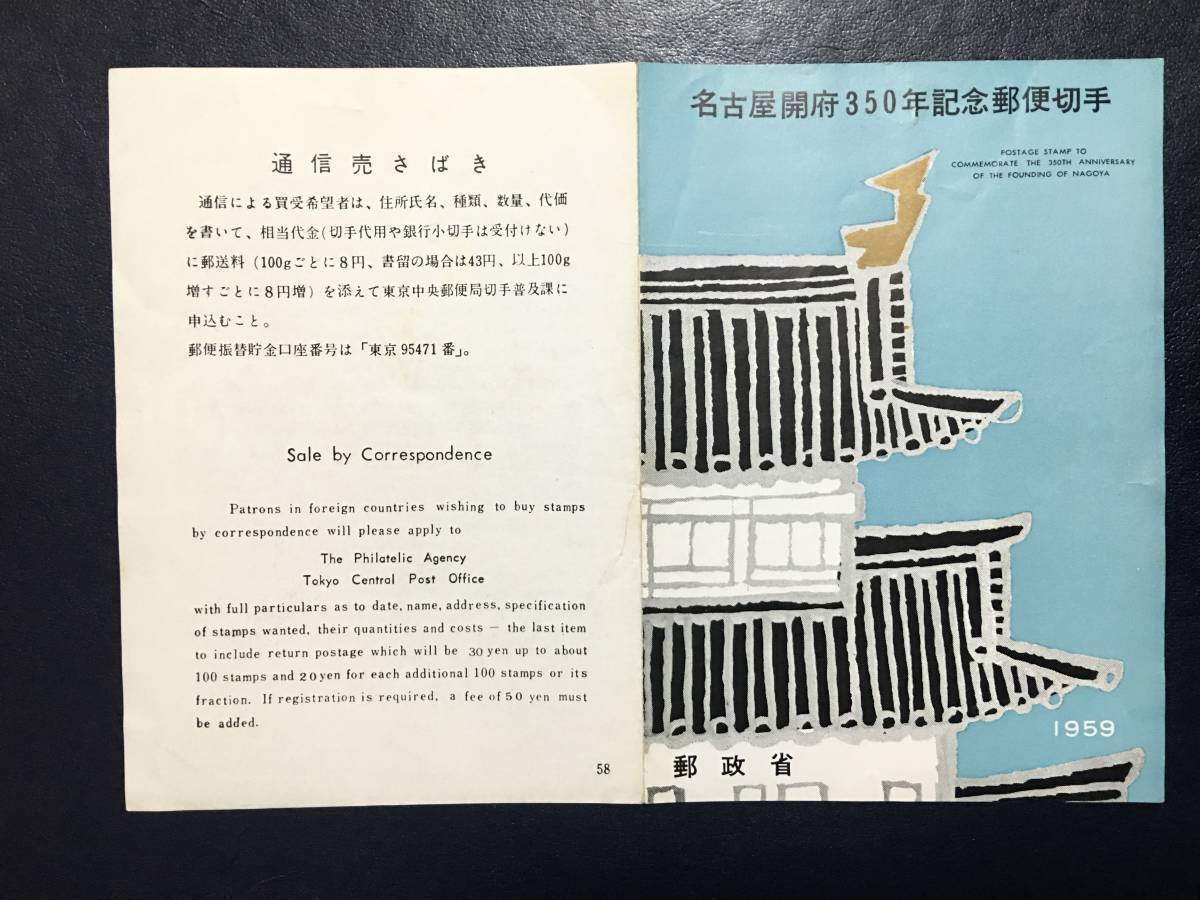 通信売さばき
通信による買受希望者は、住所氏名、種類、数量、代価
を書いて、相当代金(切手代用や銀行小切手は受付けない)
に郵送料(100gごとに8円、書留の場合は43円、以上100g
増すごとに8円増)を添えて東京中央郵便局切手普及課に
申込むこと。
郵便振替貯金口座番号は「東京95471番」。
Sale by Correspondence
Patrons in foreign countries wishing to buy stamps
by correspondence will please apply to
The Philatelic Agency
Tokyo Central Post Office
with full particulars as to date, name, address, specification
of stamps wanted, their quantities and costs — the last item
to include return postage which will be 30 yen up to about
100 stamps and 20 yen for each additional 100 stamps or its
fraction. If registration is required, a fee of 50 yen must
be added.
58
名古屋開府350年記念郵便切手
POSTAGE STAMP TO
COMMEMORATE THE 350TH ANNIVERSARY
OF THE FOUNDING OF NAGOYA
1959
郵政省